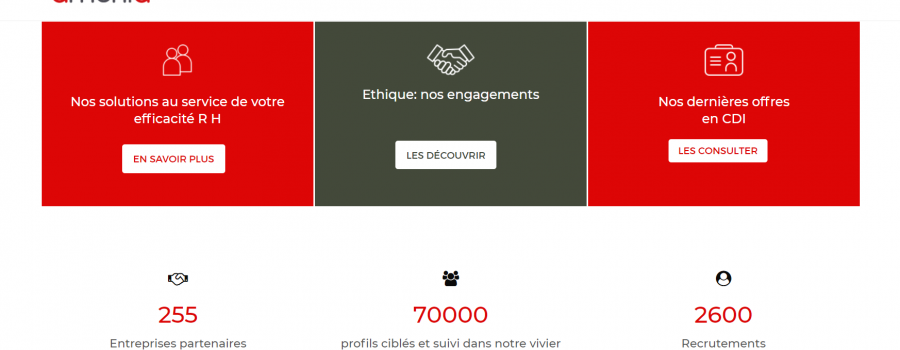 Nos solutions au service de votre
efficacité R H
EN SAVOIR PLUS
Ethique: nos engagements
LES DÉCOUVRIR
Nos dernières offres
en CDI
LES CONSULTER
255
Entreprises partenaires
70000
profils ciblés et suivi dans notre vivier
2600
Recrutements